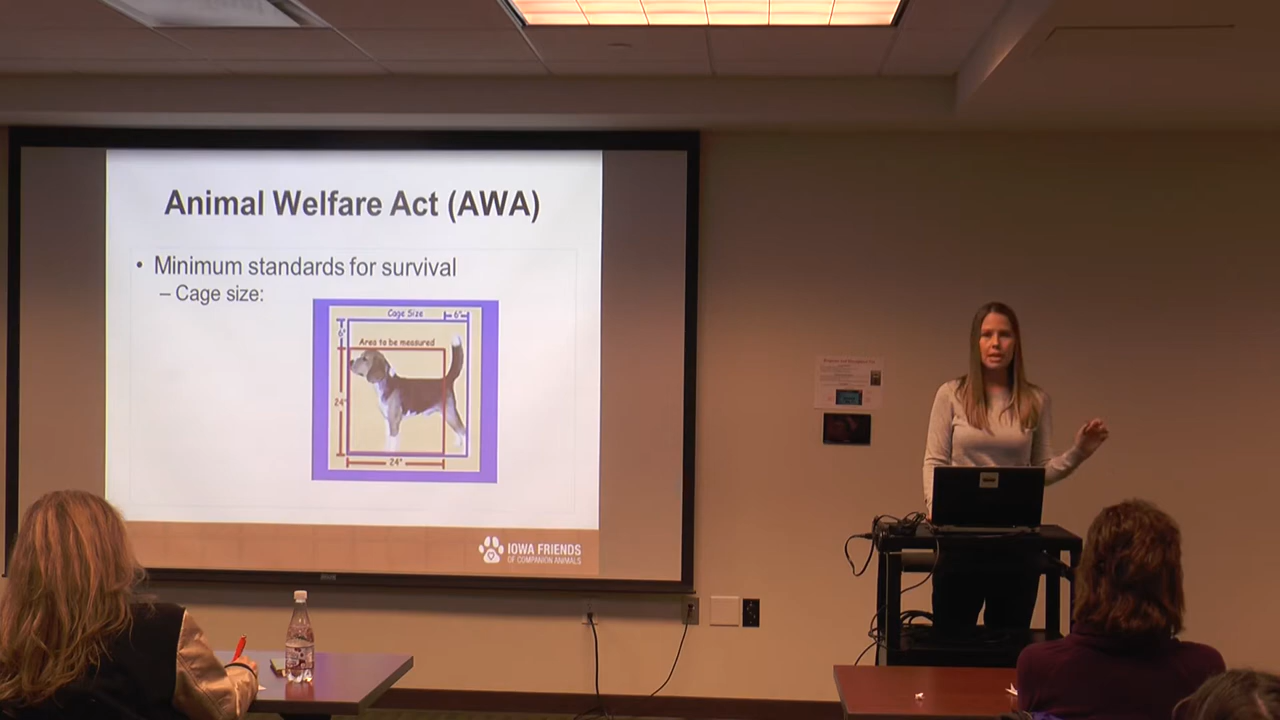 Animal Welfare Act (AWA)
• Minimum standards for survival
– Cage size:
Cage Size
6"
6"
Area to be measured
24"
24"
IOWA FRIENDS
OF COMPANION ANIMALS